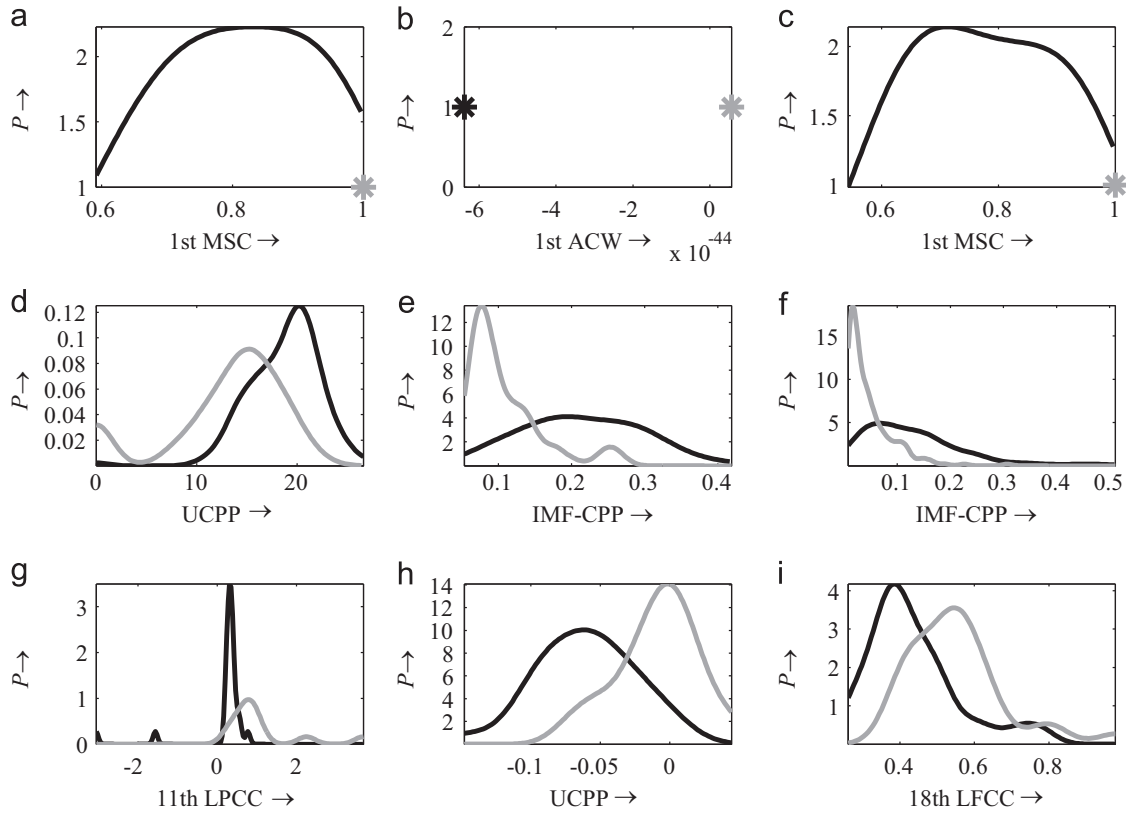 a b c
2 2 2
1.5 1 1.5
1 0 1
P→ P→ P→
0.6 0.8 1 -6 -4 -2 0 0.6 0.8 1
1st MSC → 1st ACW → x 10-44 1st MSC →
d e f
0.12 0.1 0.08 0.06 0.04 0.02
12 10 8 6 4 2
15 10 5
P→ P→ P→
0 10 20 0.1 0.2 0.3 0.4 0.1 0.2 0.3 0.4 0.5
UCPP → IMF-CPP → IMF-CPP →
g h i
3 2 1 0
14 10 8 6 4 2
4 3 2 1
P→ P→ P→
-2 0 2 -0.1 -0.05 0 0.4 0.6 0.8
11th LPCC → UCPP → 18th LFCC →